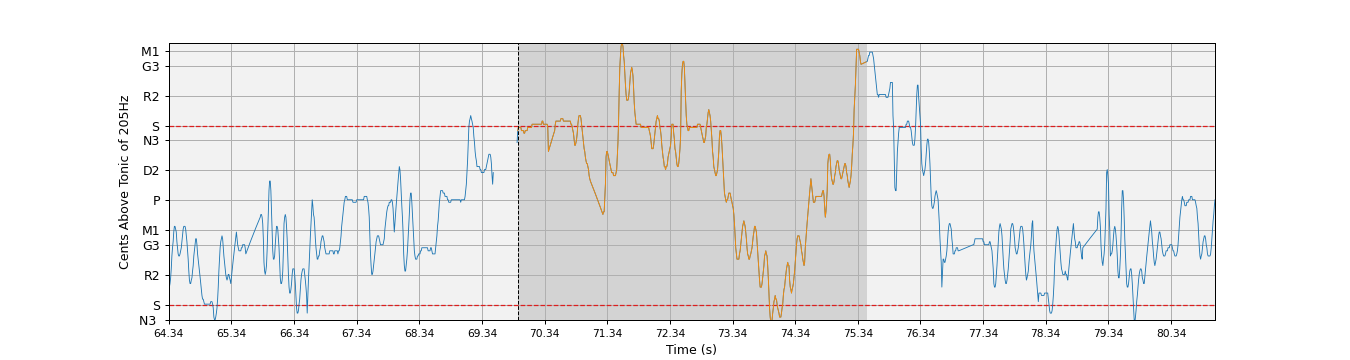 Cents Above Tonic of 205Hz
M1
G3
R2
S
N3
D2
P
M1
G3
R2
S
N3
64.34 65.34 66.34 67.34 68.34 69.34 70.34 71.34 72.34 73.34 74.34 75.34 76.34 77.34 78.34 79.34 80.34
Time (s)